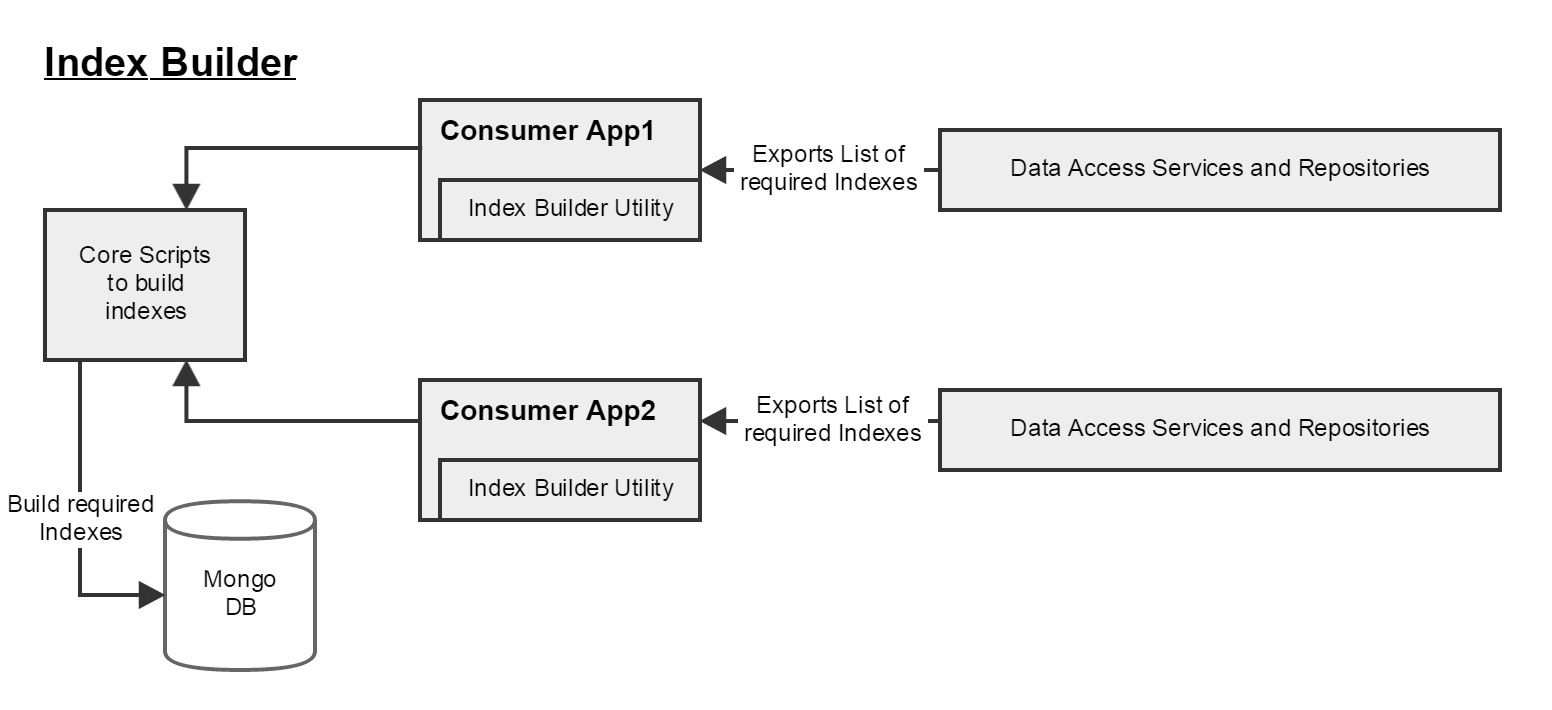 Index Builder
Consumer App1
Index Builder Utility
Exports List of
required Indexes
Data Access Services and Repositories
Core Scripts
to build
indexes
Consumer App2
Index Builder Utility
Exports List of
required Indexes
Data Access Services and Repositories
Build required
Indexes
Mongo
DB